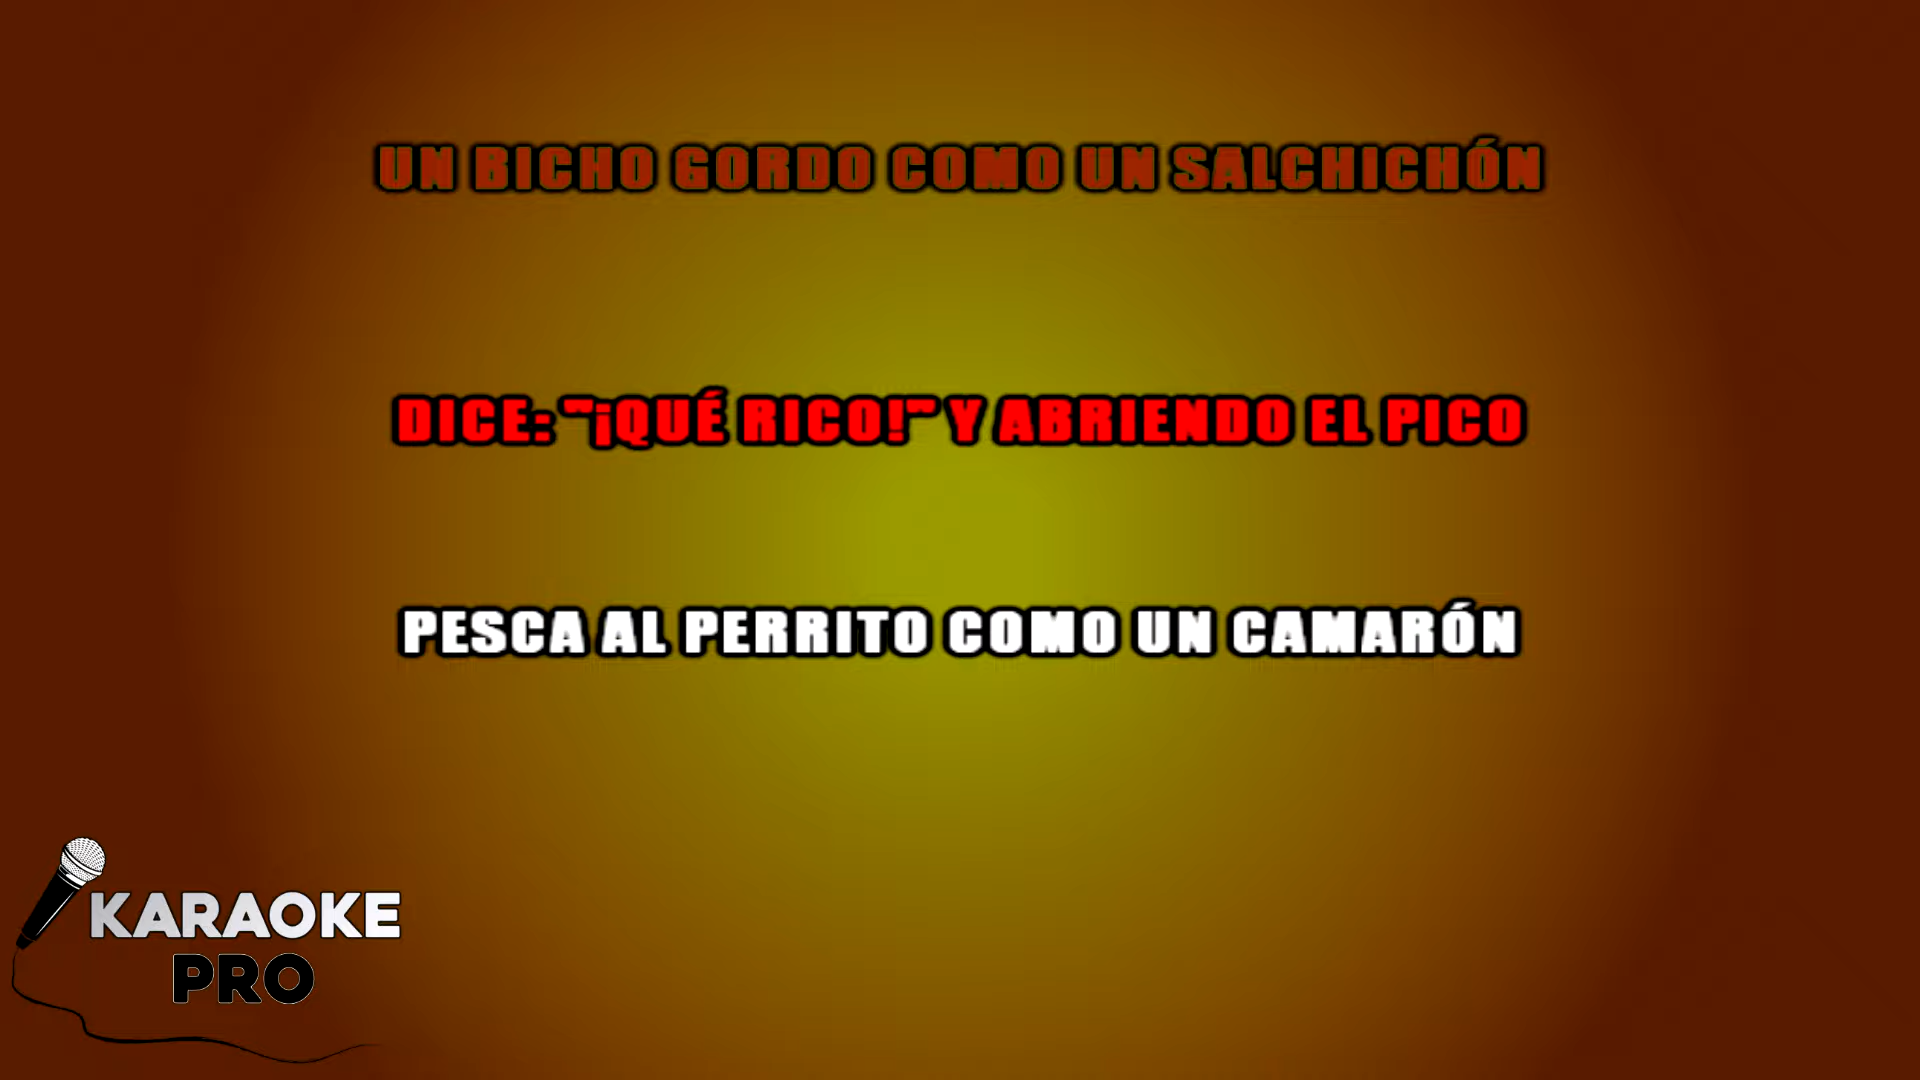 UN BICHO GORDO COMO UN SALCHICHÓN
DICE: "¡QUÉ RICO!" Y ABRIENDO EL PICO
PESCA AL PERRITO COMO UN CAMARÓN
KARAOKE
PRO